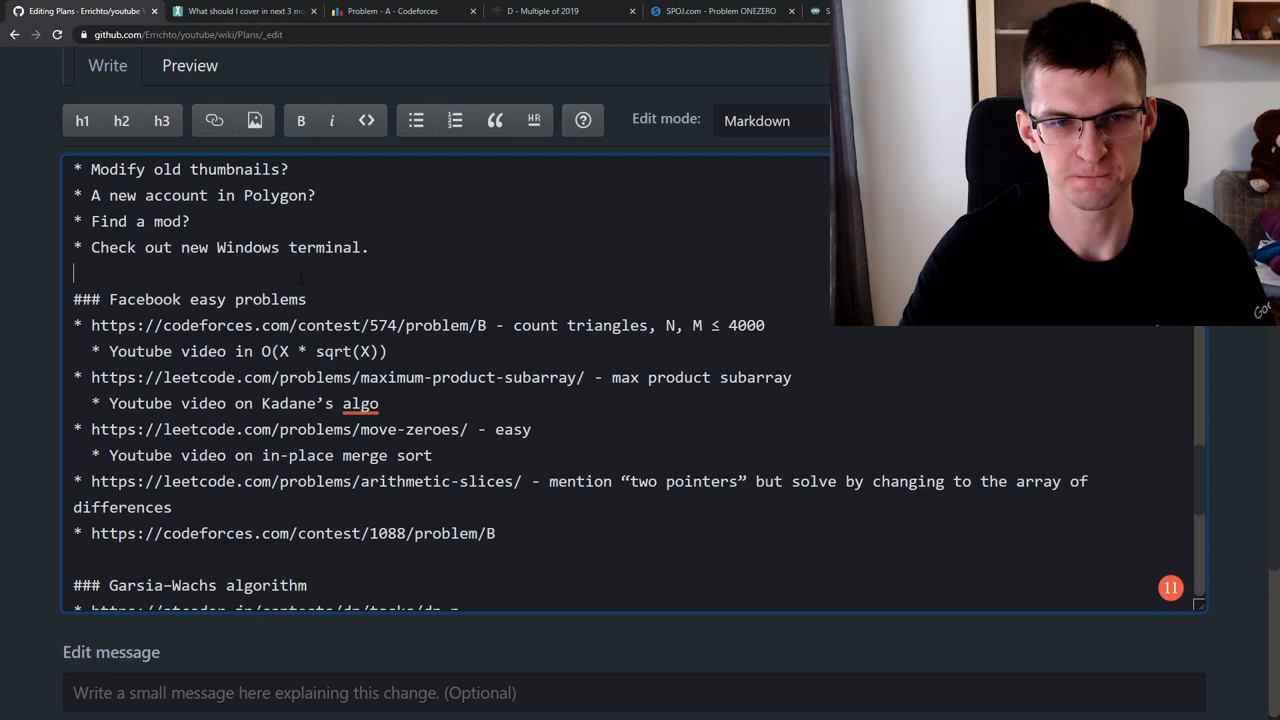 Editing Plans · Errichto/youtube W
What should I cover in next 3 mo
Problem - A - Codeforces
D - Multiple of 2019
SPOJ.com - Problem ONEZERO
github.com/Errichto/youtube/wiki/Plans/_edit
Write
Preview
h1
h2
h3
B
i
HR
Edit mode:
Markdown
* Modify old thumbnails?
* A new account in Polygon?
* Find a mod?
* Check out new Windows terminal.
### Facebook easy problems
* https://codeforces.com/contest/574/problem/B - count triangles, N, M ≤ 4000
* Youtube video in O(X * sqrt(X))
* https://leetcode.com/problems/maximum-product-subarray/ - max product subarray
* Youtube video on Kadane’s algo
* https://leetcode.com/problems/move-zeroes/ - easy
* Youtube video on in-place merge sort
* https://leetcode.com/problems/arithmetic-slices/ - mention “two pointers” but solve by changing to the array of
differences
* https://codeforces.com/contest/1088/problem/B
### Garsia–Wachs algorithm
11
Edit message
Write a small message here explaining this change. (Optional)